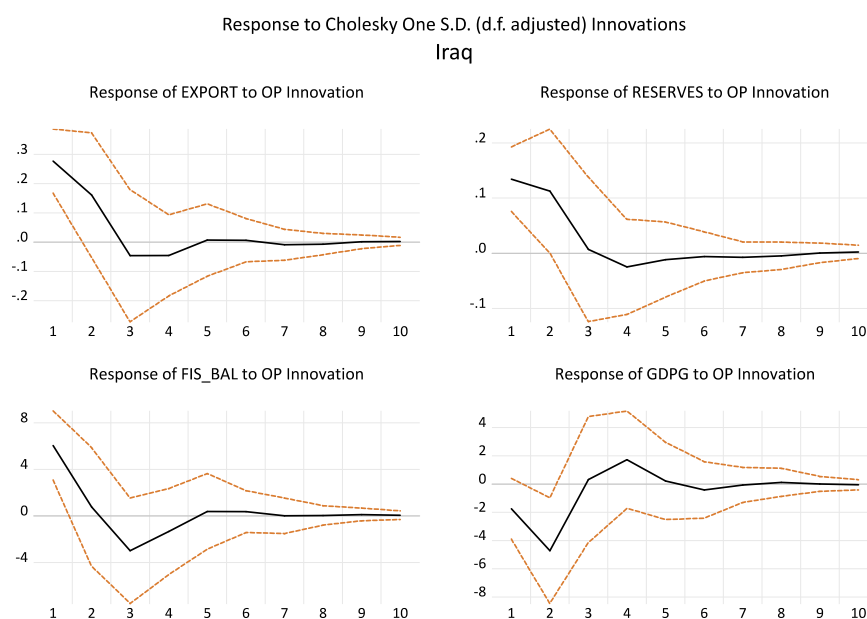 Response to Cholesky One S.D. (d.f. adjusted) Innovations
Iraq
Response of EXPORT to OP Innovation
.3
.2
.1
.0
-.1
-.2
1 2 3 4 5 6 7 8 9 10
Response of RESERVES to OP Innovation
.2
.1
.0
-.1
1 2 3 4 5 6 7 8 9 10
Response of FIS_BAL to OP Innovation
8
4
0
-4
1 2 3 4 5 6 7 8 9 10
Response of GDPG to OP Innovation
4
2
0
-2
-4
-6
-8
1 2 3 4 5 6 7 8 9 10